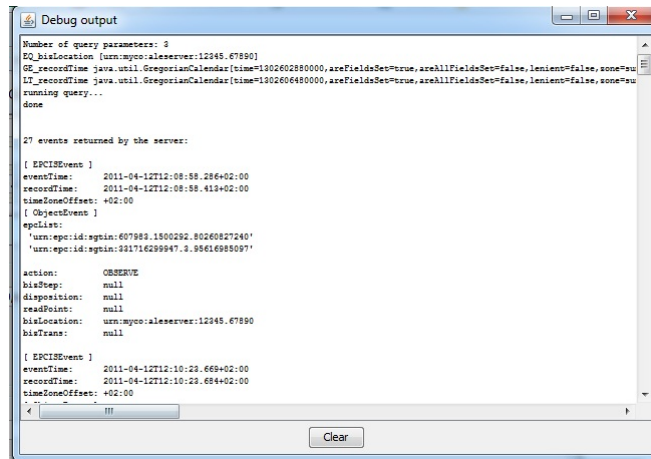 Debug output
Number of query parameters: 3
EQ_bizLocation [urn:myco:aleserver:12345.67890]
GE_recordTime java.util.GregorianCalendar[time=1302602880000,areFieldsSet=true,areAllFieldsSet=false,lenient=false,zone=su
LT_recordTime java.util.GregorianCalendar[time=1302606480000,areFieldsSet=true,areAllFieldsSet=false,lenient=false,zone=su
running query...
done
27 events returned by the server:
[ EPCISEvent ]
eventTime: 2011-04-12T12:08:58.286+02:00
recordTime: 2011-04-12T12:08:58.413+02:00
timeZoneOffset: +02:00
[ ObjectEvent ]
epcList:
'urn:epc:id:sgtin:607983.1500292.80260827240'
'urn:epc:id:sgtin:331716299947.3.95616985097'
action: OBSERVE
bizStep: null
disposition: null
readPoint: null
bizLocation: urn:myco:aleserver:12345.67890
bizTrans: null
[ EPCISEvent ]
eventTime: 2011-04-12T12:10:23.669+02:00
recordTime: 2011-04-12T12:10:23.684+02:00
timeZoneOffset: +02:00
Clear